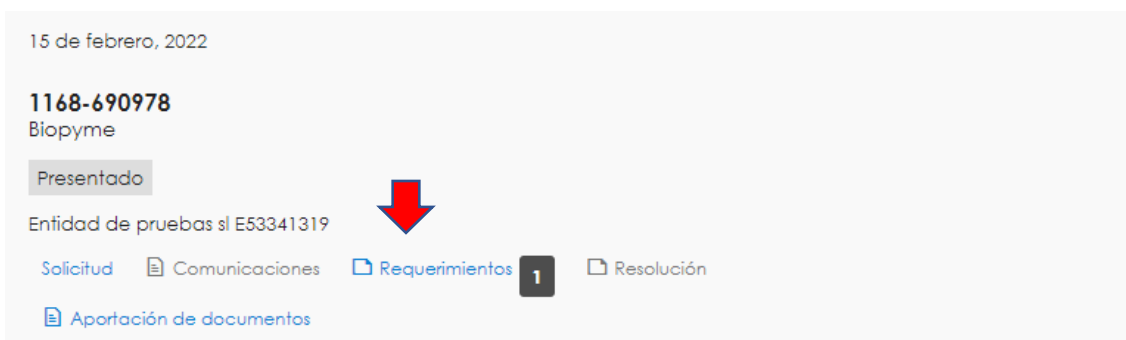 15 de febrero, 2022
1168-690978
Biopyme
Presentado
Entidad de pruebas sl E53341319
Solicitud Comunicaciones Requerimientos 1 Resolución
Aportación de documentos